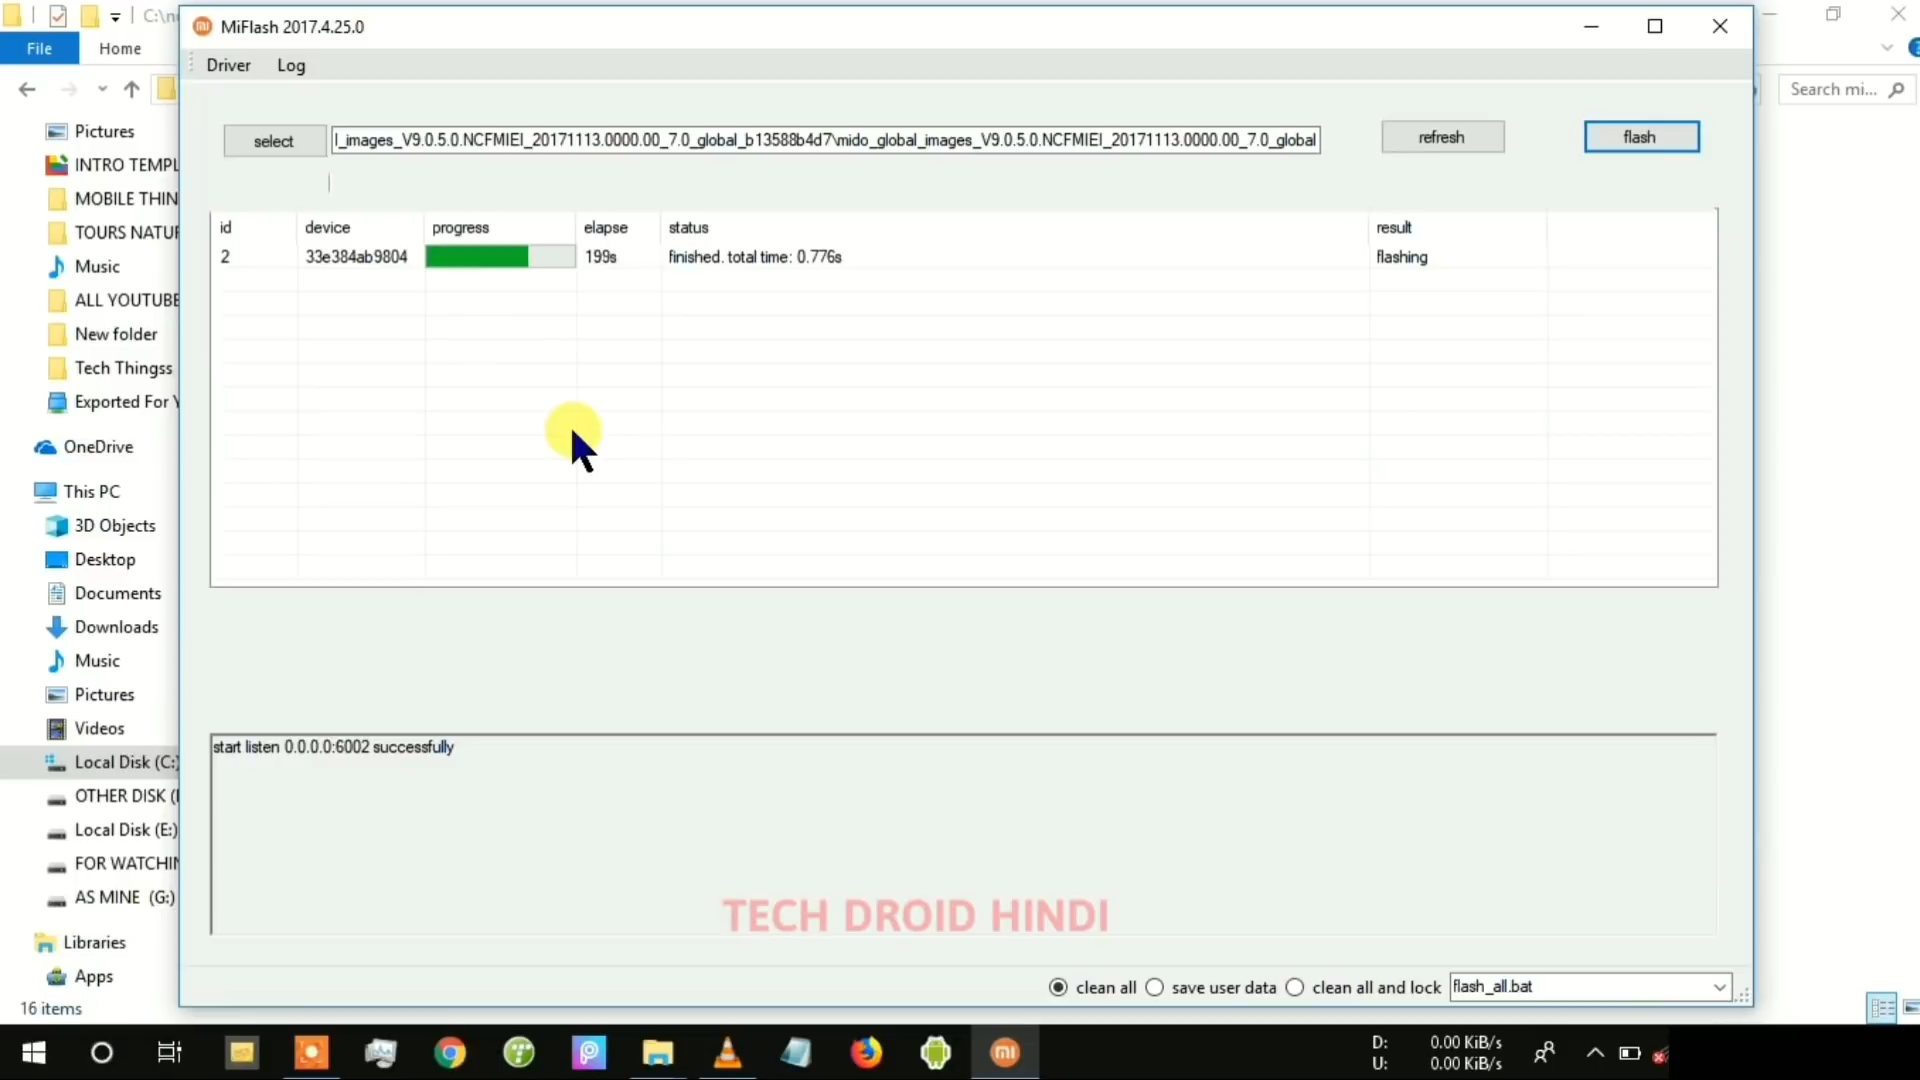 C:\n
MiFlash 2017.4.25.0
File
Home
Driver
Log
Search mi...
select
l_images_V9.0.5.0.NCFMIEI_20171113.0000.00_7.0_global_b13588b4d7\mido_global_images_V9.0.5.0.NCFMIEI_20171113.0000.00_7.0_global
refresh
flash
id device progress elapse status result
2 33e384ab9804 199s finished. total time: 0.776s flashing
Pictures
INTRO TEMPL
MOBILE THIN
TOURS NATUR
Music
ALL YOUTUBE
New folder
Tech Thingss
Exported For Y
OneDrive
This PC
3D Objects
Desktop
Documents
Downloads
Music
Pictures
Videos
Local Disk (C:)
OTHER DISK (
Local Disk (E:)
FOR WATCHIN
AS MINE (G:)
Libraries
Apps
16 items
start listen 0.0.0.0:6002 successfully
TECH DROID HINDI
clean all
save user data
clean all and lock
flash_all.bat
D: 0.00 KiB/s
U: 0.00 KiB/s